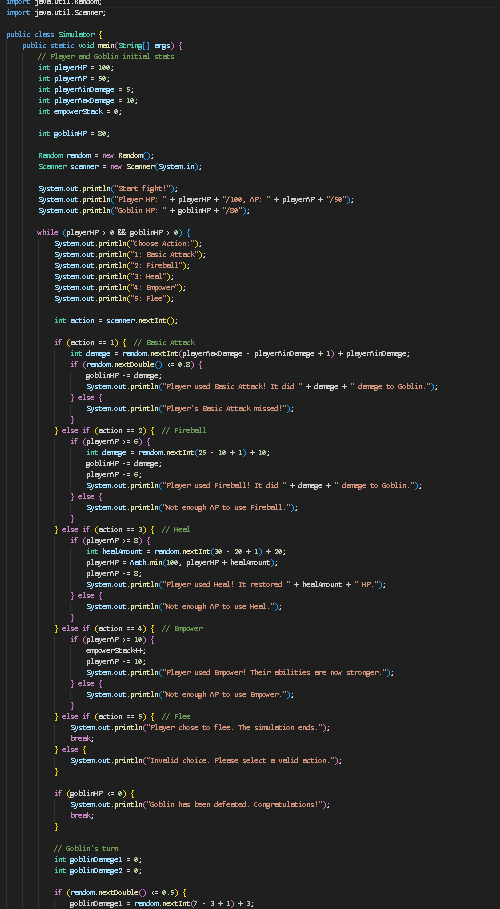 import java.util.Random;
import java.util.Scanner;
public class Simulator {
public static void main(String[] args) {
// Player and Goblin initial stats
int playerHP = 100;
int playerMP = 50;
int playerMinDamage = 5;
int playerMaxDamage = 10;
int empowerStack = 0;
int goblinHP = 80;
Random random = new Random();
Scanner scanner = new Scanner(System.in);
System.out.println("Start fight!");
System.out.println("Player HP: " + playerHP + "/100, MP: " + playerMP + "/50");
System.out.println("Goblin HP: " + goblinHP + "/80");
while (playerHP > 0 && goblinHP > 0) {
System.out.println("Choose Action:");
System.out.println("1: Basic Attack");
System.out.println("2: Fireball");
System.out.println("3: Heal");
System.out.println("4: Empower");
System.out.println("5: Flee");
int action = scanner.nextInt();
if (action == 1) { // Basic Attack
int damage = random.nextInt(playerMaxDamage - playerMinDamage + 1) + playerMinDamage;
if (random.nextDouble() <= 0.8) {
goblinHP -= damage;
System.out.println("Player used Basic Attack! It did " + damage + " damage to Goblin.");
} else {
System.out.println("Player's Basic Attack missed!");
}
} else if (action == 2) { // Fireball
if (playerMP >= 6) {
int damage = random.nextInt(25 - 10 + 1) + 10;
goblinHP -= damage;
playerMP -= 6;
System.out.println("Player used Fireball! It did " + damage + " damage to Goblin.");
} else {
System.out.println("Not enough MP to use Fireball.");
}
} else if (action == 3) { // Heal
if (playerMP >= 8) {
int healAmount = random.nextInt(30 - 20 + 1) + 20;
playerHP = Math.min(100, playerHP + healAmount);
playerMP -= 8;
System.out.println("Player used Heal! It restored " + healAmount + " HP.");
} else {
System.out.println("Not enough MP to use Heal.");
}
} else if (action == 4) { // Empower
if (playerMP >= 10) {
empowerStack++;
playerMP -= 10;
System.out.println("Player used Empower! Their abilities are now stronger.");
} else {
System.out.println("Not enough MP to use Empower.");
}
} else if (action == 5) { // Flee
System.out.println("Player chose to flee. The simulation ends.");
break;
} else {
System.out.println("Invalid choice. Please select a valid action.");
}
if (goblinHP <= 0) {
System.out.println("Goblin has been defeated. Congratulations!");
break;
}
// Goblin's turn
int goblinDamage1 = 0;
int goblinDamage2 = 0;
if (random.nextDouble() <= 0.5) {
goblinDamage1 = random.nextInt(7 - 3 + 1) + 3;